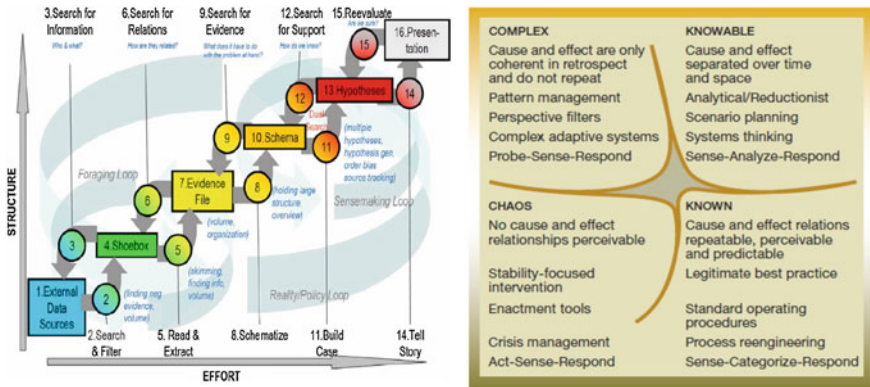 3.Search for
Information
Who & what?
6.Search for
Relations
How are they related?
9.Search for
Evidence
What does it have to do
with the problem at hand?
12.Search
for Support
How do we know?
15.Reevaluate
Are we sure?
16.Presen-
tation
15
14
13.Hypotheses
12
Dual
Search
11
(multiple
hypotheses,
hypothesis gen,
order bias
source tracking)
10.Schema
9
8
(holding large
structure
overview)
7.Evidence
File
Foraging Loop
Sensemaking Loop
6
(volume,
organization)
5
(skimming,
finding info,
volume)
4.Shoebox
3
Reality/Policy Loop
1.External
Data
Sources
2
(finding neg
evidence,
volume)
2.Search
& Filter
5. Read &
Extract
8.Schematize
11.Build
Case
14.Tell
Story
STRUCTURE
EFFORT
COMPLEX
Cause and effect are only
coherent in retrospect
and do not repeat
Pattern management
Perspective filters
Complex adaptive systems
Probe-Sense-Respond
KNOWABLE
Cause and effect
separated over time
and space
Analytical/Reductionist
Scenario planning
Systems thinking
Sense-Analyze-Respond
CHAOS
No cause and effect
relationships perceivable
Stability-focused
intervention
Enactment tools
Crisis management
Act-Sense-Respond
KNOWN
Cause and effect relations
repeatable, perceivable
and predictable
Legitimate best practice
Standard operating
procedures
Process reengineering
Sense-Categorize-Respond